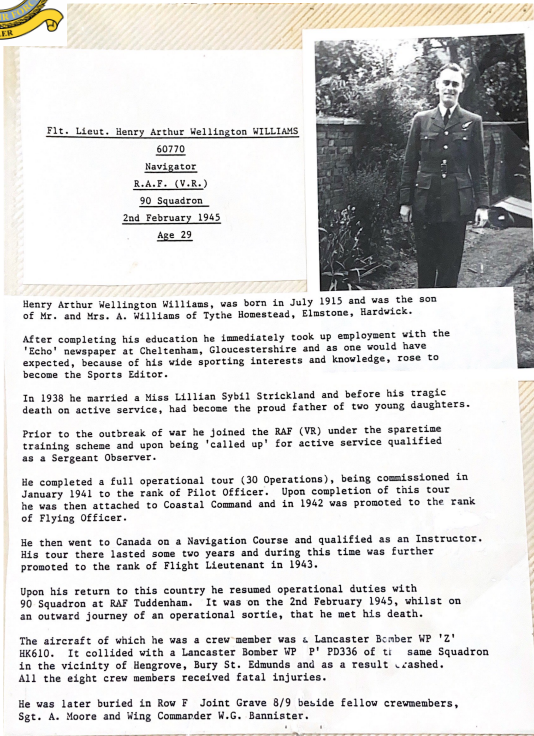 ER
Flt. Lieut. Henry Arthur Wellington WILLIAMS
60770
Navigator
R.A.F. (V.R.)
90 Squadron
2nd February 1945
Age 29
Henry Arthur Wellington Williams, was born in July 1915 and was the son
of Mr. and Mrs. A. Williams of Tythe Homestead, Elmstone, Hardwick.
After completing his education he immediately took up employment with the
'Echo' newspaper at Cheltenham, Gloucestershire and as one would have
expected, because of his wide sporting interests and knowledge, rose to
become the Sports Editor.
In 1938 he married a Miss Lillian Sybil Strickland and before his tragic
death on active service, had become the proud father of two young daughters.
Prior to the outbreak of war he joined the RAF (VR) under the sparetime
training scheme and upon being 'called up' for active service qualified
as a Sergeant Observer.
He completed a full operational tour (30 Operations), being commissioned in
January 1941 to the rank of Pilot Officer. Upon completion of this tour
he was then attached to Coastal Command and in 1942 was promoted to the rank
of Flying Officer.
He then went to Canada on a Navigation Course and qualified as an Instructor.
His tour there lasted some two years and during this time was further
promoted to the rank of Flight Lieutenant in 1943.
Upon his return to this country he resumed operational duties with
90 Squadron at RAF Tuddenham. It was on the 2nd February 1945, whilst on
an outward journey of an operational sortie, that he met his death.
The aircraft of which he was a crew member was a Lancaster Bomber WP 'Z'
HK610. It collided with a Lancaster Bomber WP P' PD336 of same Squadron
in the vicinity of Hengrove, Bury St. Edmunds and as a result crashed.
All the eight crew members received fatal injuries.
He was later buried in Row F Joint Grave 8/9 beside fellow crewmembers,
Sgt. A. Moore and Wing Commander W.G. Bannister.